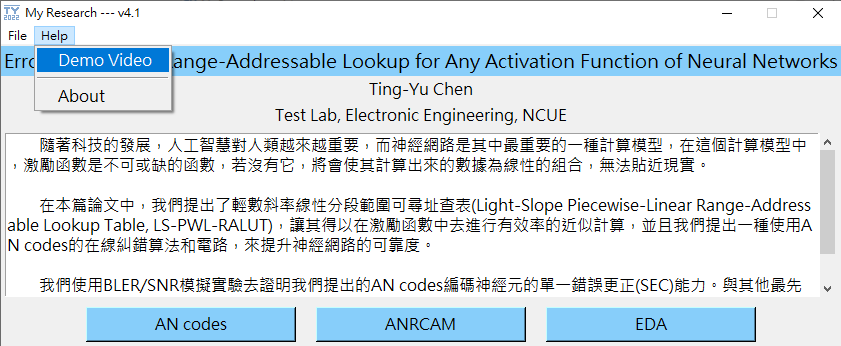 TY
2022
My Research --- v4.1
File Help
Demo Video
About
Erro
ange-Addressable Lookup for Any Activation Function of Neural Networks
Ting-Yu Chen
Test Lab, Electronic Engineering, NCUE
隨著科技的發展，人工智慧對人類越來越重要，而神經網路是其中最重要的一種計算模型，在這個計算模型中
，激勵函數是不可或缺的函數，若沒有它，將會使其計算出來的數據為線性的組合，無法貼近現實。
在本篇論文中，我們提出了輕數斜率線性分段範圍可尋址查表(Light-Slope Piecewise-Linear Range-Address
able Lookup Table, LS-PWL-RALUT)，讓其得以在激勵函數中去進行有效率的近似計算，並且我們提出一種使用A
N codes的在線糾錯算法和電路，來提升神經網路的可靠度。
我們使用BLER/SNR模擬實驗去證明我們提出的AN codes編碼神經元的單一錯誤更正(SEC)能力。與其他最先
AN codes
ANRCAM
EDA